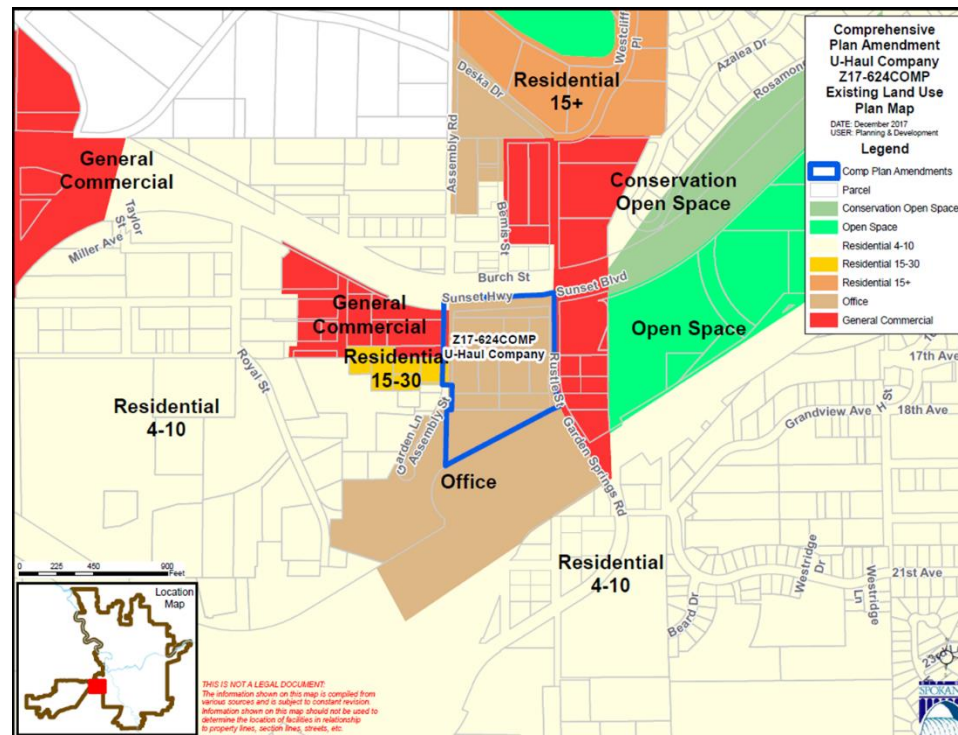 Comprehensive
Plan Amendment
U-Haul Company
Z17-624COMP
Existing Land Use
Plan Map
DATE: December 2017
USER: Planning & Development
Legend
Comp Plan Amendments
Parcel
Conservation Open Space
Open Space
Residential 4-10
Residential 15-30
Residential 15+
Office
General Commercial
Westcliff
Pl
Azalea Dr
Rosamond
Deska Dr
Residential
15+
Assembly Rd
General
Commercial
Conservation
Open Space
Taylor
St
Miller Ave
Bemis St
Burch St
Sunset Hwy
Sunset Blvd
General
Commercial
Z17-624COMP
U-Haul Company
Open Space
Residential
15-30
Rustle St
Royal St
17th Ave
H St
18th Ave
Grandview Ave
Residential
4-10
Garden Ln
Assembly St
Garden Springs Rd
Office
Residential
4-10
Westridge
Dr
21st Ave
Westridge
Ln
Beard Dr
0 225 450 900
Feet
Location
Map
THIS IS NOT A LEGAL DOCUMENT:
The information shown on this map is compiled from
various sources and is subject to constant revision.
Information shown on this map should not be used to
determine the location of facilities in relationship
to property lines, section lines, streets, etc.
SPOKANE